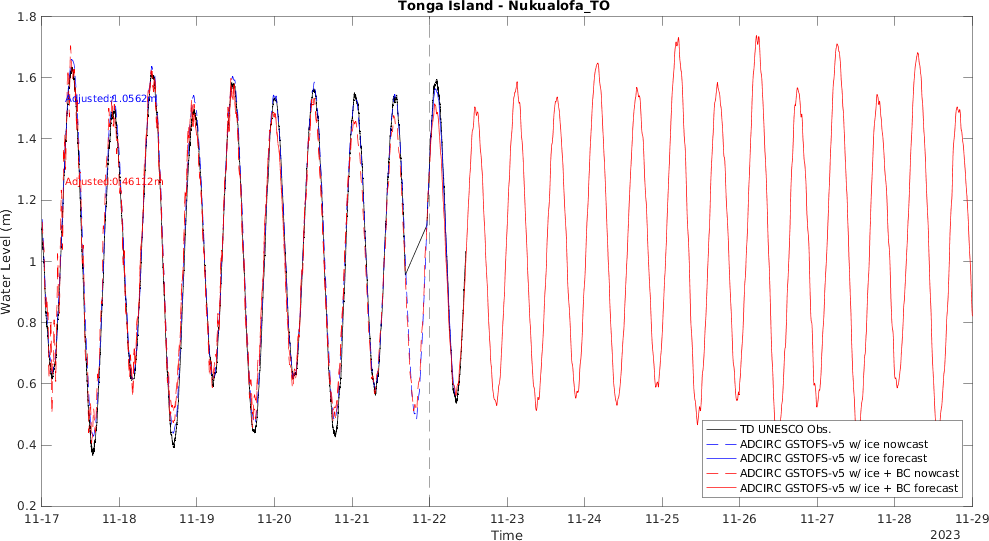 Tonga Island - Nukualofa_TO
1.8
1.6
1.4
1.2
1
0.8
0.6
0.4
0.2
Water Level (m)
Adjusted:1.0562m
Adjusted:0.46112m
TD UNESCO Obs.
ADCIRC GSTOFS-v5 w/ ice nowcast
ADCIRC GSTOFS-v5 w/ ice forecast
ADCIRC GSTOFS-v5 w/ ice + BC nowcast
ADCIRC GSTOFS-v5 w/ ice + BC forecast
11-17 11-18 11-19 11-20 11-21 11-22 11-23 11-24 11-25 11-26 11-27 11-28 11-29
Time
2023